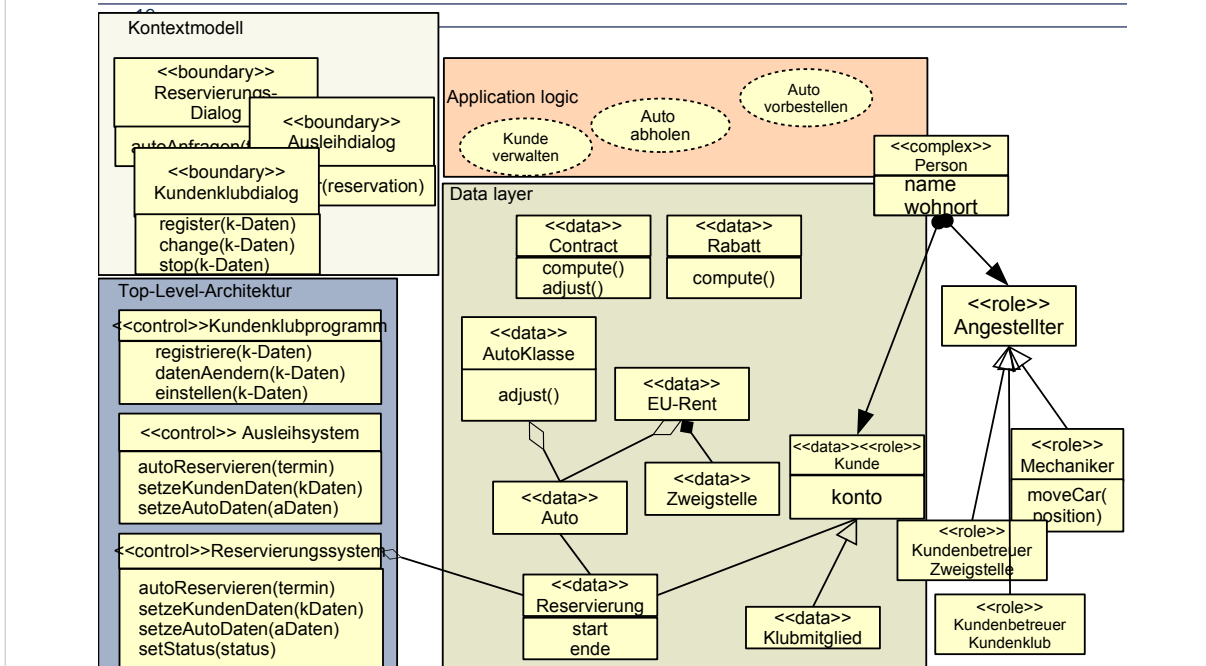 Kontextmodell
<<boundary>>
Reservierungs-
Dialog
<<boundary>>
Ausleihdialog
(reservation)
<<boundary>>
Kundenklubdialog
register(k-Daten)
change(k-Daten)
stop(k-Daten)
Application logic
Kunde
verwalten
Auto
abholen
Auto
vorbestellen
<<complex>>
Person
name
wohnort
Data layer
<<data>>
Contract
compute()
adjust()
<<data>>
Rabatt
compute()
<<role>>
Angestellter
Top-Level-Architektur
<<control>>Kundenklubprogramm
registriere(k-Daten)
datenAendern(k-Daten)
einstellen(k-Daten)
<<control>> Ausleihsystem
autoReservieren(termin)
setzeKundenDaten(kDaten)
setzeAutoDaten(aDaten)
<<control>>Reservierungssystem
autoReservieren(termin)
setzeKundenDaten(kDaten)
setzeAutoDaten(aDaten)
setStatus(status)
<<data>>
AutoKlasse
adjust()
<<data>>
EU-Rent
<<data>>
Auto
<<data>>
Zweigstelle
<<data>><<role>>
Kunde
konto
<<role>>
Mechaniker
moveCar(
position)
<<role>>
Kundenbetreuer
Zweigstelle
<<data>>
Reservierung
start
ende
<<data>>
Klubmitglied
<<role>>
Kundenbetreuer
Kundenklub